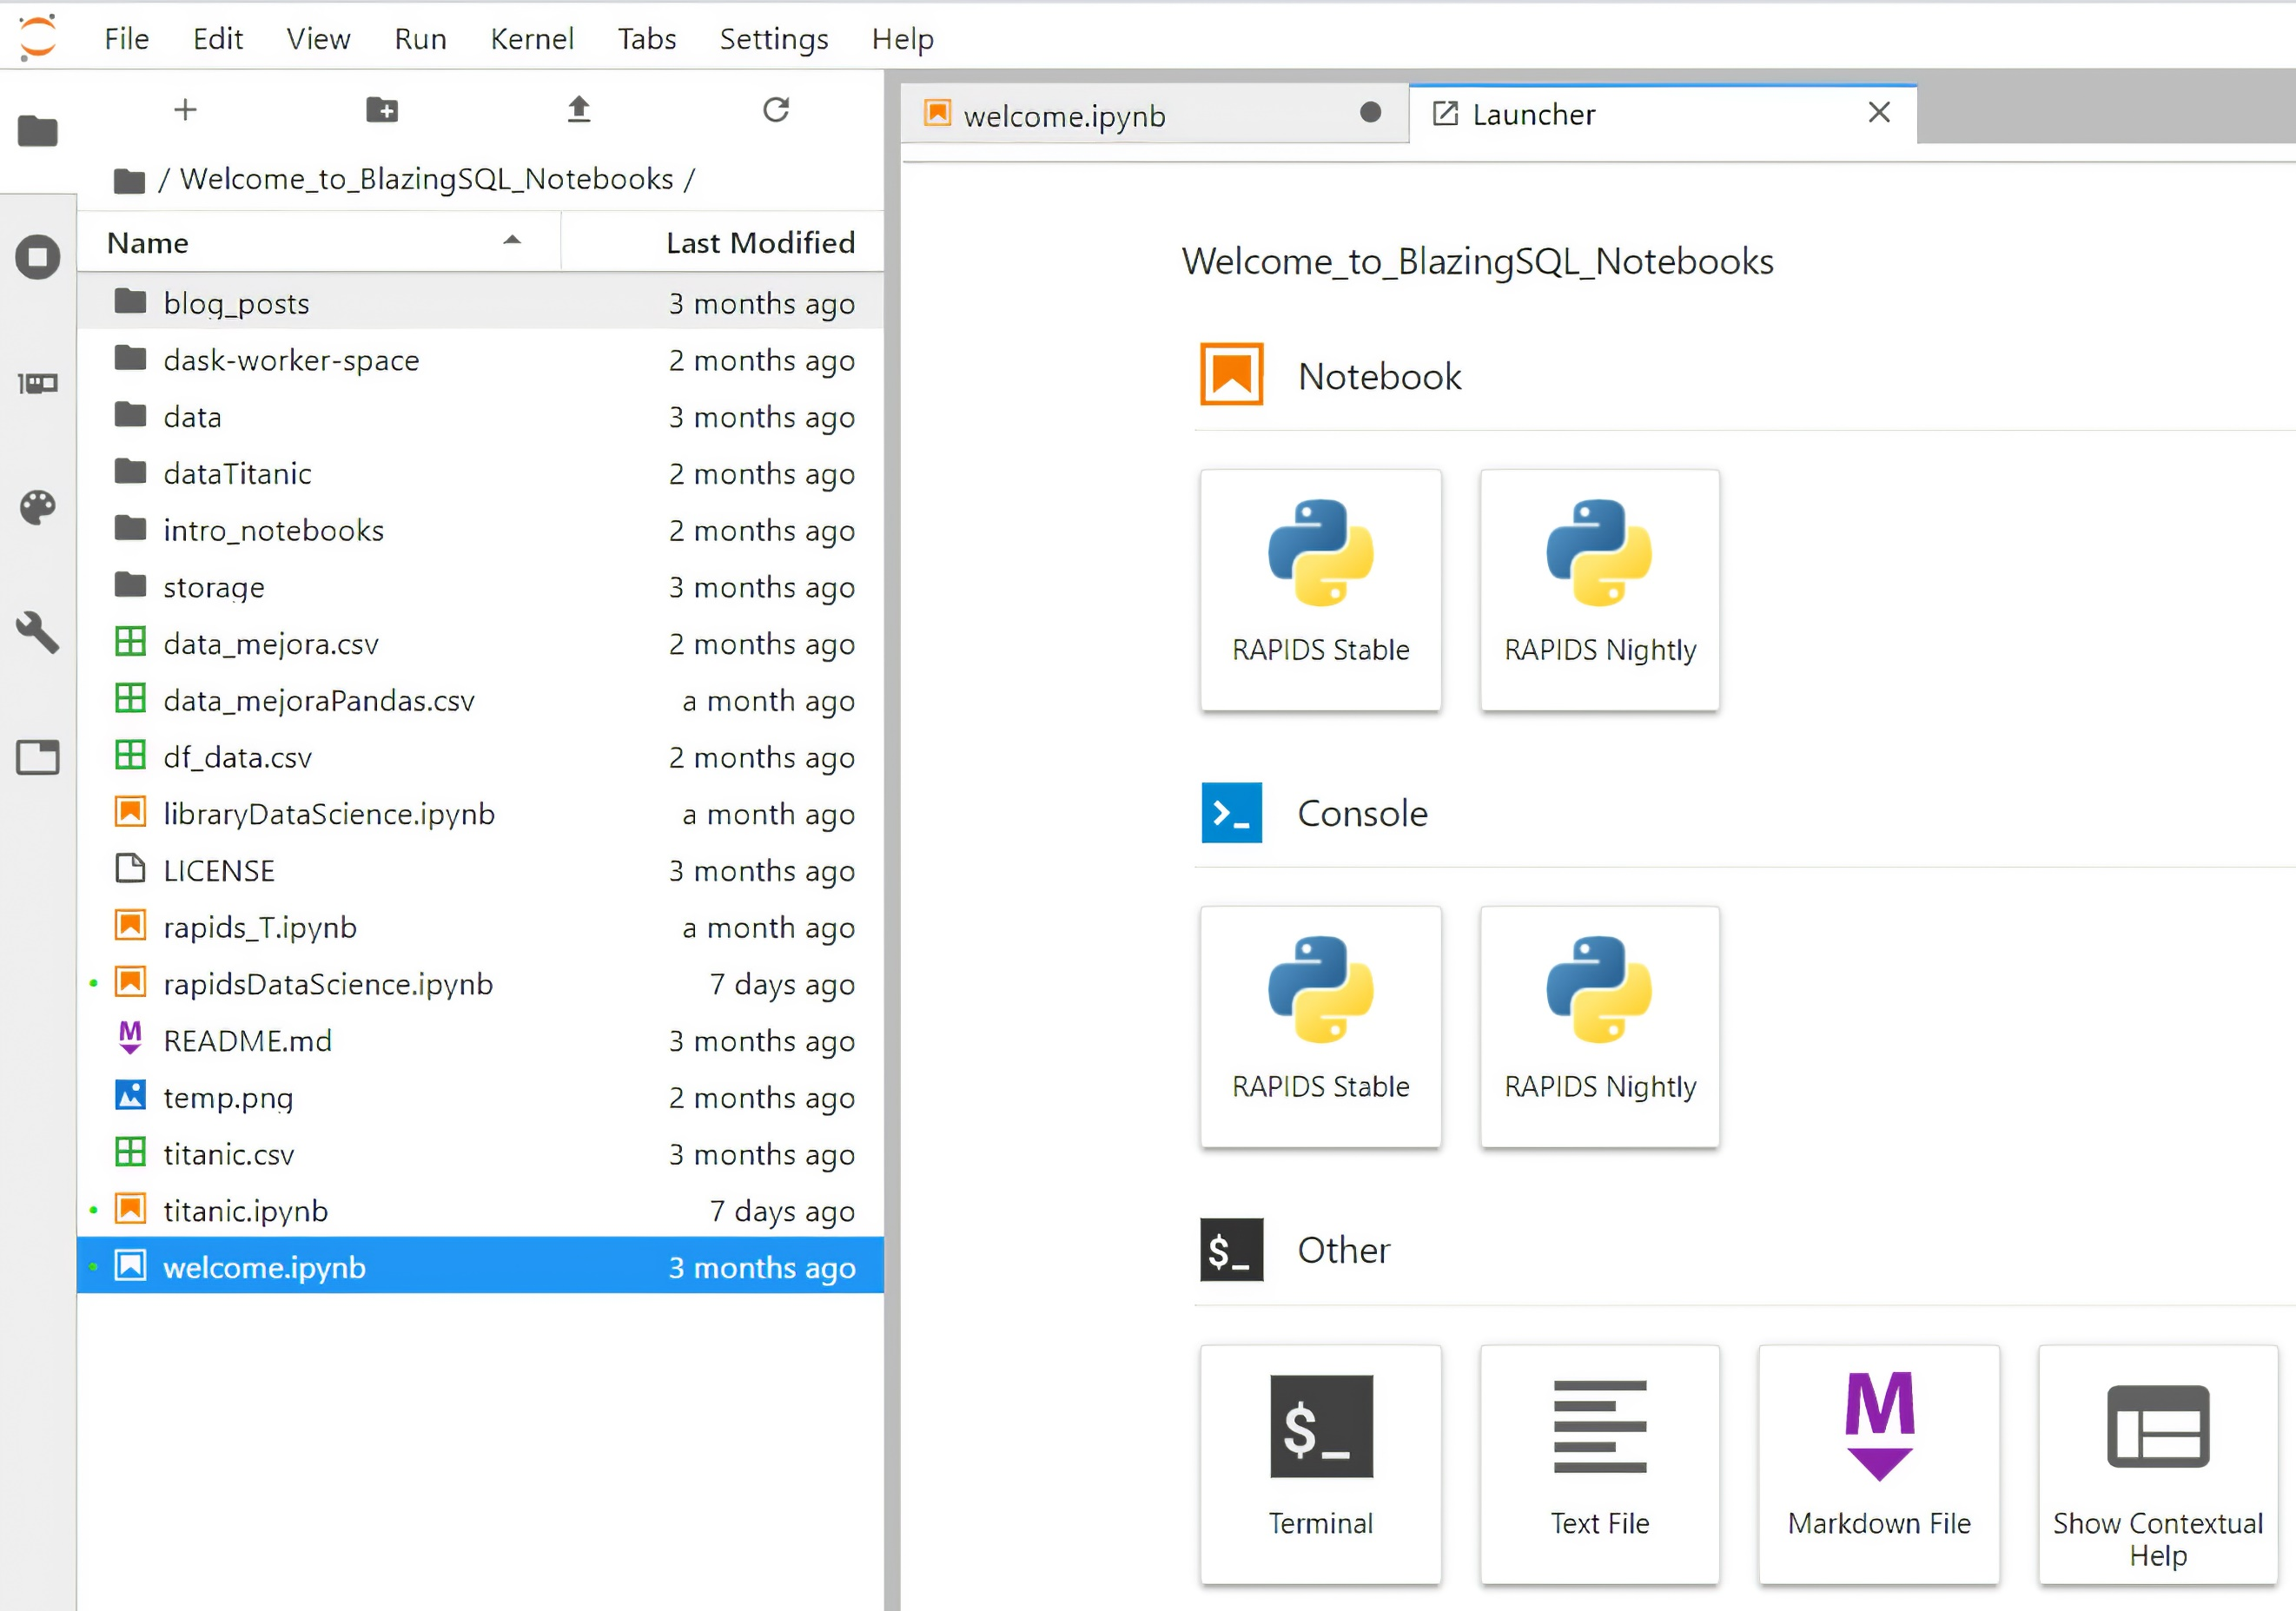 File Edit View Run Kernel Tabs Settings Help
/ Welcome_to_BlazingSQL_Notebooks /
Name Last Modified
blog_posts 3 months ago
dask-worker-space 2 months ago
data 3 months ago
dataTitanic 2 months ago
intro_notebooks 2 months ago
storage 3 months ago
data_mejora.csv 2 months ago
data_mejoraPandas.csv a month ago
df_data.csv 2 months ago
libraryDataScience.ipynb a month ago
LICENSE 3 months ago
rapids_T.ipynb a month ago
rapidsDataScience.ipynb 7 days ago
README.md 3 months ago
temp.png 2 months ago
titanic.csv 3 months ago
titanic.ipynb 7 days ago
welcome.ipynb 3 months ago
welcome.ipynb Launcher
Welcome_to_BlazingSQL_Notebooks
Notebook
RAPIDS Stable RAPIDS Nightly
>_ Console
RAPIDS Stable RAPIDS Nightly
$_ Other
$_ M
Terminal Text File Markdown File Show Contextual
Help